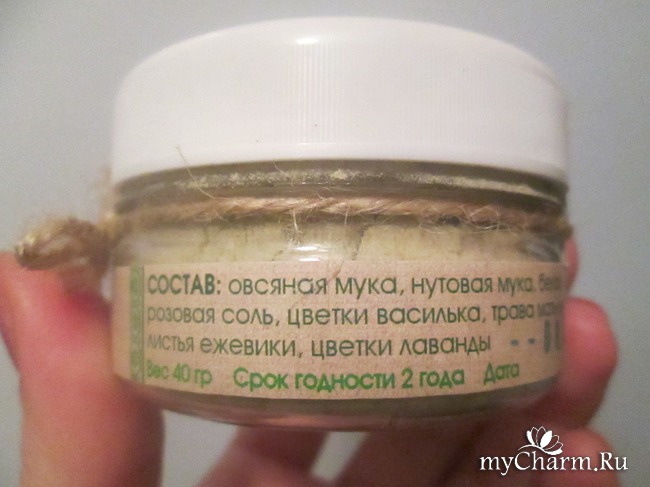 СОСТАВ: овсяная мука, нутовая мука, 
розовая соль, цветки василька, трава
листья ежевики, цветки лаванды --
Вес 40 гр Срок годности 2 года Дата
myCharm.Ru